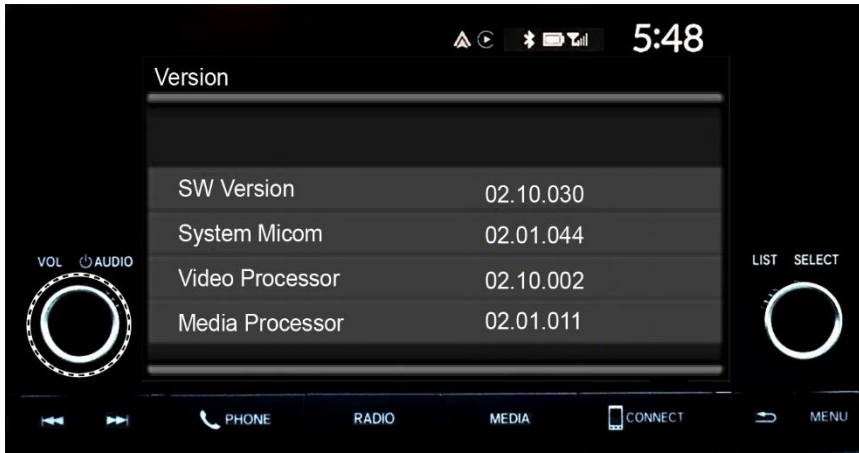 5:48
Version
SW Version 02.10.030
System Micom 02.01.044
Video Processor 02.10.002
Media Processor 02.01.011
VOL AUDIO
LIST SELECT
PHONE RADIO MEDIA CONNECT MENU